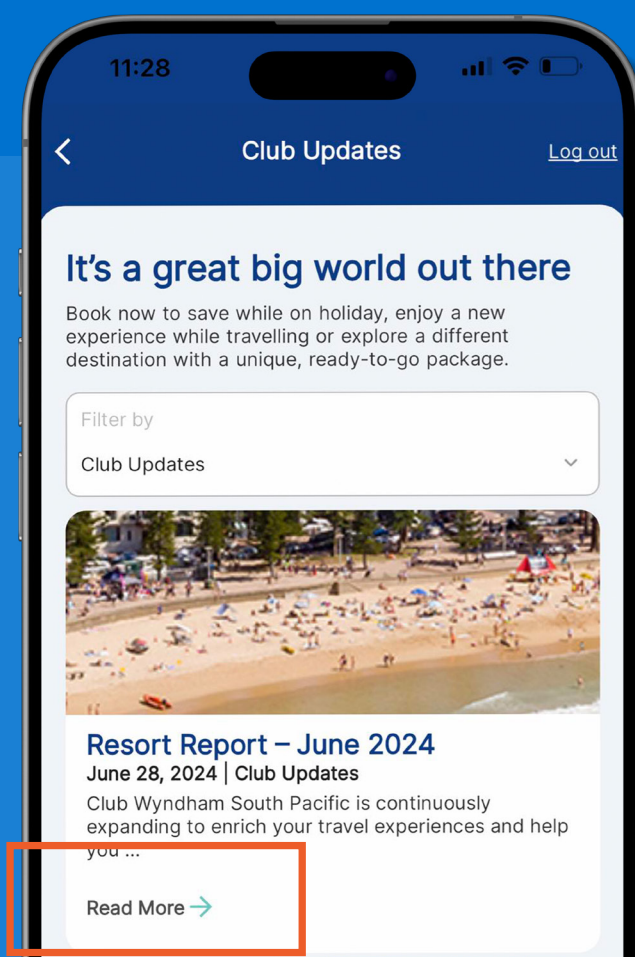 11:28
Club Updates
Log out
It's a great big world out there
Book now to save while on holiday, enjoy a new
experience while travelling or explore a different
destination with a unique, ready-to-go package.
Filter by
Club Updates
Resort Report – June 2024
June 28, 2024 | Club Updates
Club Wyndham South Pacific is continuously
expanding to enrich your travel experiences and help
you ...
Read More